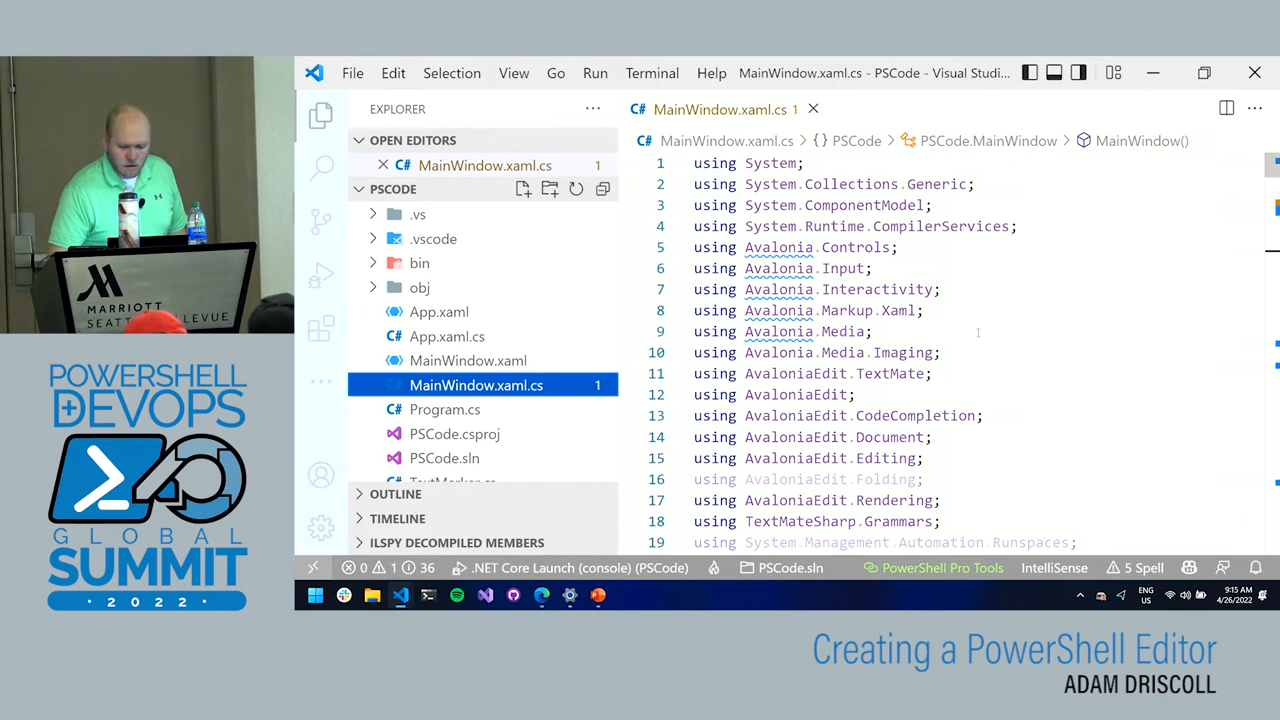 File Edit Selection View Go Run Terminal Help MainWindow.xaml.cs - PSCode - Visual Studi...
EXPLORER
OPEN EDITORS
C# MainWindow.xaml.cs 1
PSCODE
.vs
.vscode
bin
obj
App.xaml
C# App.xaml.cs
MainWindow.xaml
C# MainWindow.xaml.cs 1
C# Program.cs
PSCode.csproj
PSCode.sln
OUTLINE
TIMELINE
ILSPY DECOMPILED MEMBERS
C# MainWindow.xaml.cs 1
C# MainWindow.xaml.cs > {} PSCode > PSCode.MainWindow > MainWindow()
1 using System;
2 using System.Collections.Generic;
3 using System.ComponentModel;
4 using System.Runtime.CompilerServices;
5 using Avalonia.Controls;
6 using Avalonia.Input;
7 using Avalonia.Interactivity;
8 using Avalonia.Markup.Xaml;
9 using Avalonia.Media;
10 using Avalonia.Media.Imaging;
11 using AvaloniaEdit.TextMate;
12 using AvaloniaEdit;
13 using AvaloniaEdit.CodeCompletion;
14 using AvaloniaEdit.Document;
15 using AvaloniaEdit.Editing;
16 using AvaloniaEdit.Folding;
17 using AvaloniaEdit.Rendering;
18 using TextMateSharp.Grammars;
19 using System.Management.Automation.Runspaces;
0 1 36 .NET Core Launch (console) (PSCode) PSCode.sln PowerShell Pro Tools IntelliSense 5 Spell
ENG
US
9:15 AM
4/26/2022
MARRIOTT
POWERSHELL
+DEVOPS
GLOBAL
SUMMIT
· 2022 ·
Creating a PowerShell Editor
ADAM DRISCOLL